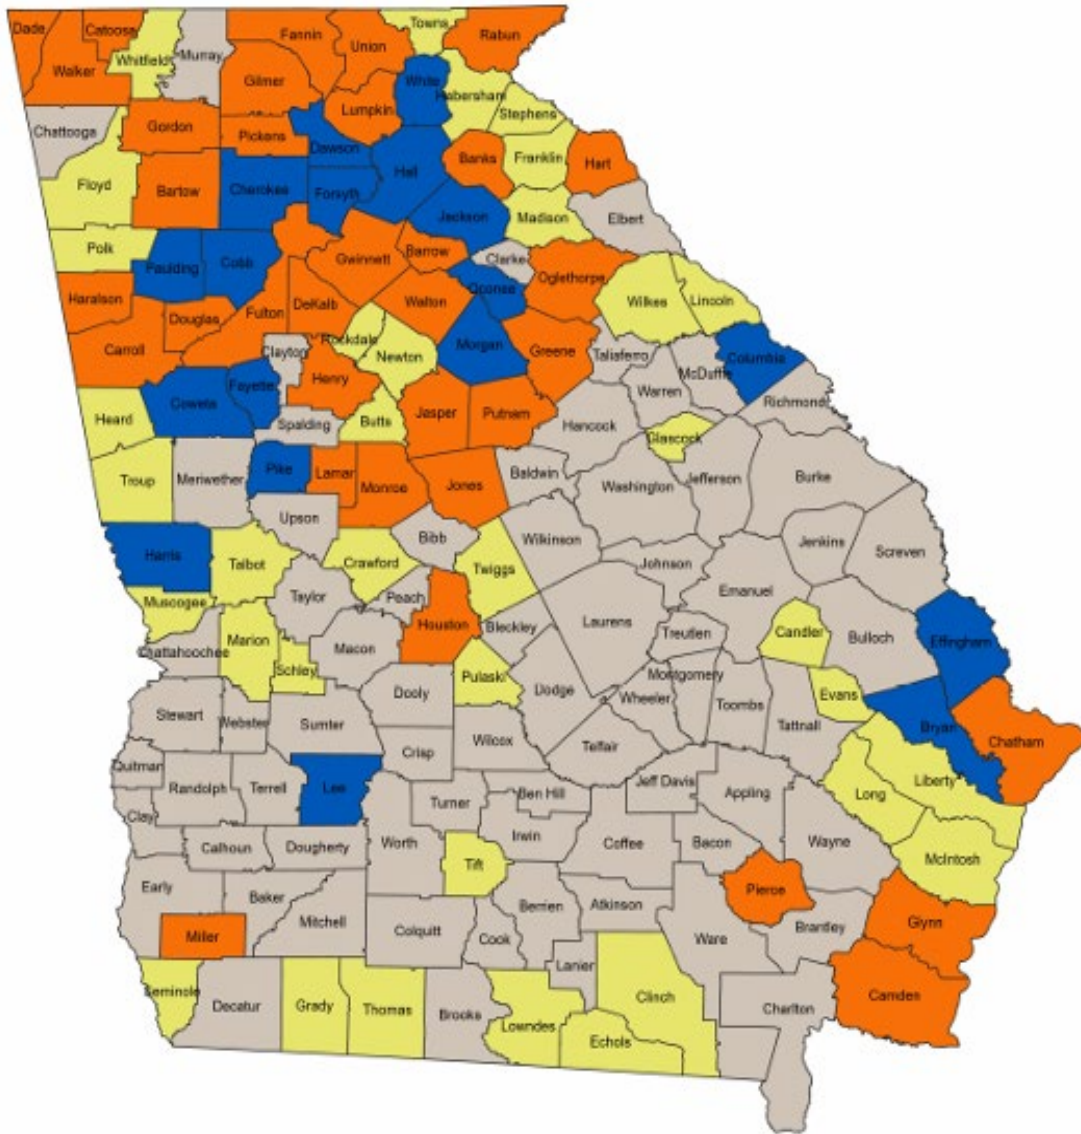 Towns
Dade
Catoosa
Fannin
Union
Rabun
Whitfield
Murray
Walker
Gilmer
White
Habersham
Lumpkin
Stephens
Chattooga
Gordon
Pickens
Dawson
Banks
Franklin
Hart
Hall
Floyd
Bartow
Cherokee
Forsyth
Jackson
Madison
Elbert
Polk
Paulding
Cobb
Gwinnett
Barrow
Clarke
Oglethorpe
Oconee
Haralson
Douglas
Fulton
DeKalb
Walton
Wilkes
Lincoln
Carroll
Rockdale
Clayton
Newton
Morgan
Greene
Taliaferro
McDuffie
Columbia
Henry
Coweta
Fayette
Warren
Richmond
Heard
Spalding
Butts
Jasper
Putnam
Hancock
Glascock
Troup
Meriwether
Pike
Lamar
Monroe
Jones
Baldwin
Washington
Jefferson
Burke
Upson
Bibb
Wilkinson
Jenkins
Screven
Harris
Talbot
Crawford
Twiggs
Johnson
Emanuel
Muscogee
Taylor
Peach
Houston
Bleckley
Laurens
Treutlen
Candler
Bulloch
Effingham
Chattahoochee
Marion
Schley
Macon
Pulaski
Dodge
Montgomery
Wheeler
Toombs
Evans
Tattnall
Bryan
Chatham
Stewart
Webster
Sumter
Dooly
Crisp
Wilcox
Telfair
Quitman
Randolph
Terrell
Lee
Turner
Ben Hill
Jeff Davis
Appling
Long
Liberty
Clay
Calhoun
Dougherty
Worth
Irwin
Coffee
Bacon
Wayne
McIntosh
Tift
Early
Baker
Mitchell
Colquitt
Berrien
Atkinson
Pierce
Brantley
Glynn
Miller
Cook
Lanier
Ware
Seminole
Decatur
Grady
Thomas
Brooks
Lowndes
Echols
Clinch
Charlton
Camden